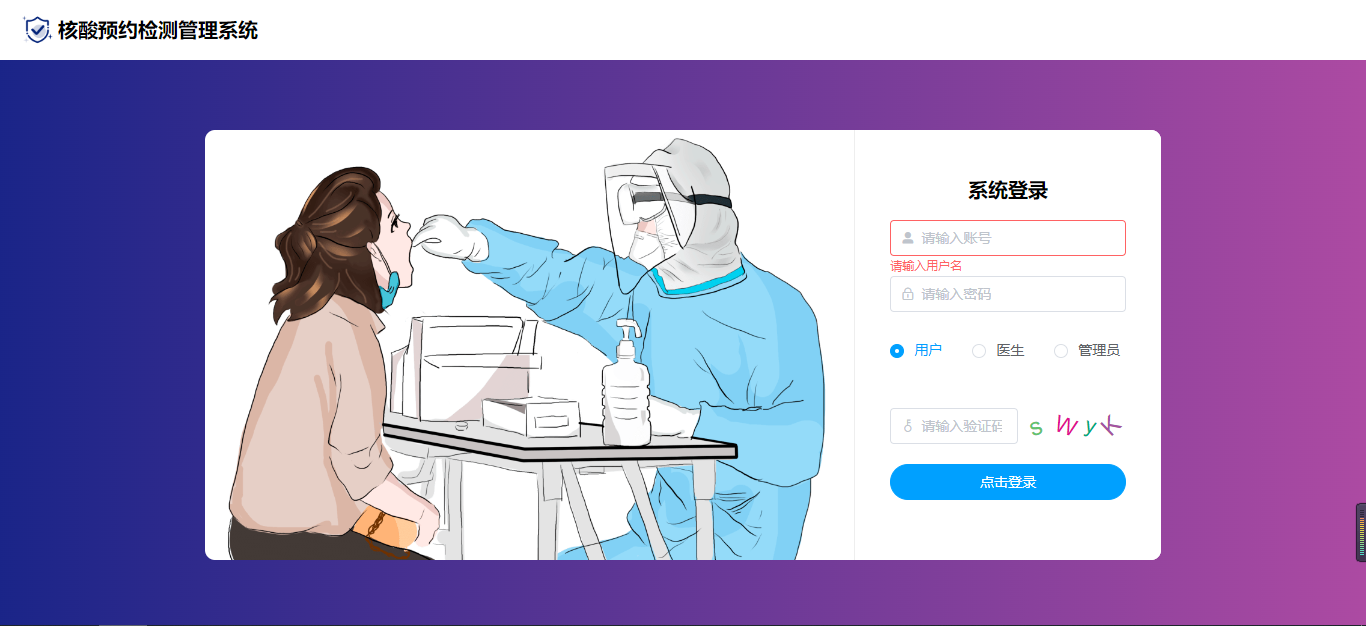 核酸预约检测管理系统
系统登录
请输入账号
请输入用户名
请输入密码
用户 医生 管理员
请输入验证码 s W y k
点击登录